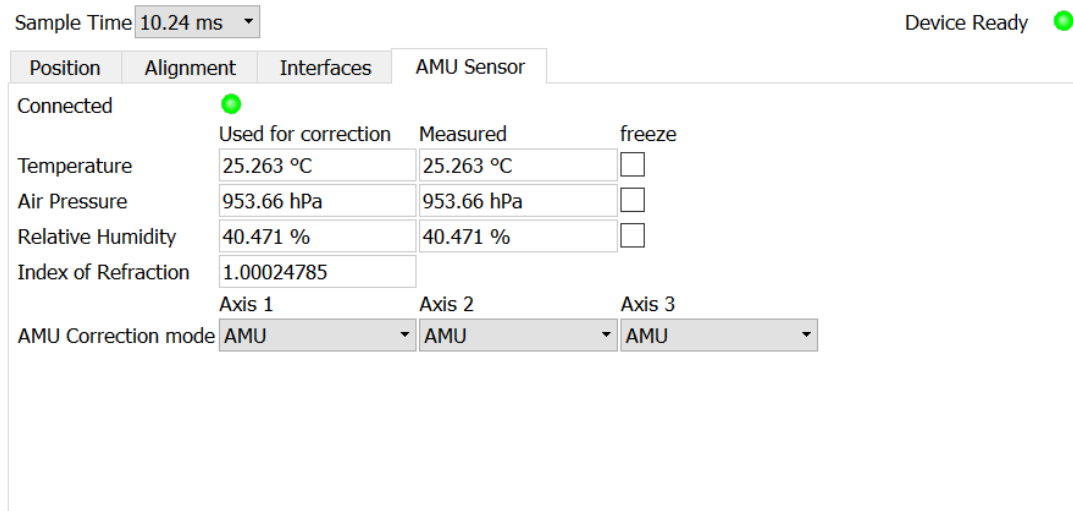 Sample Time 10.24 ms Device Ready
Position Alignment Interfaces AMU Sensor
Connected
Used for correction Measured freeze
Temperature 25.263 °C 25.263 °C
Air Pressure 953.66 hPa 953.66 hPa
Relative Humidity 40.471 % 40.471 %
Index of Refraction 1.00024785
Axis 1 Axis 2 Axis 3
AMU Correction mode AMU AMU AMU